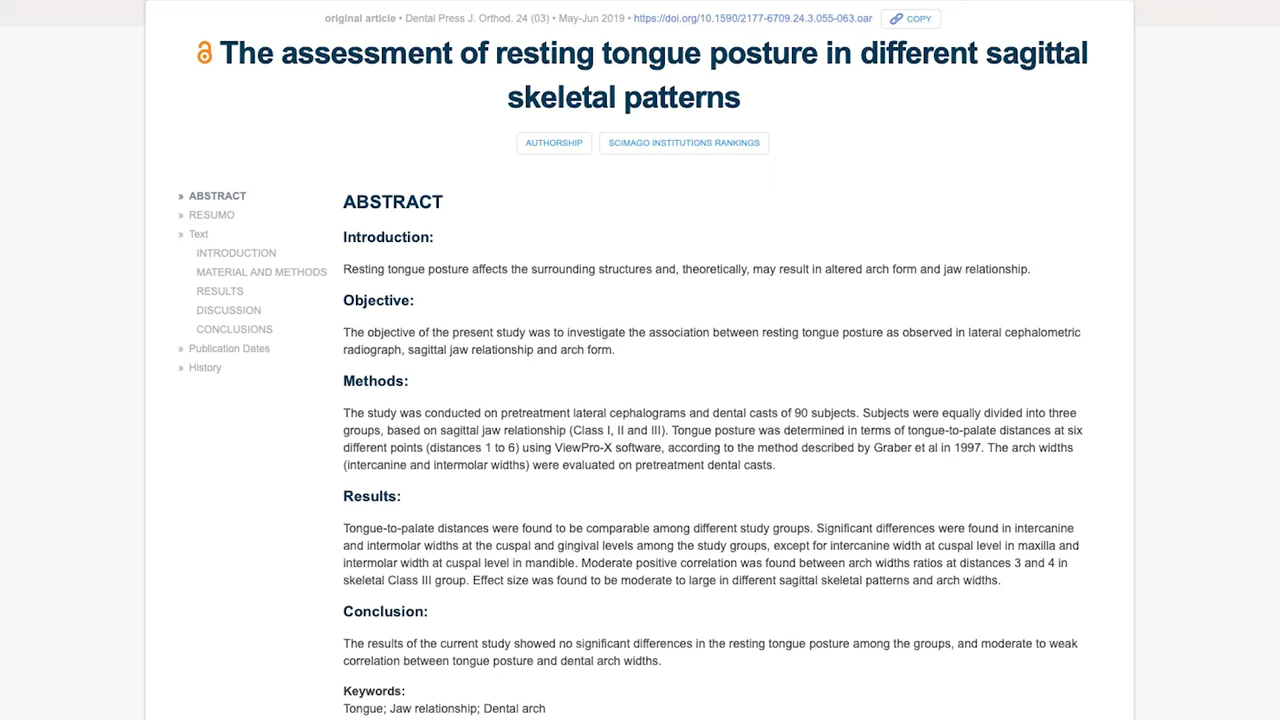 original article • Dental Press J. Orthod. 24 (03) • May-Jun 2019 • https://doi.org/10.1590/2177-6709.24.3.055-063.oar COPY
The assessment of resting tongue posture in different sagittal
skeletal patterns
AUTHORSHIP SCIMAGO INSTITUTIONS RANKINGS
» ABSTRACT
» RESUMO
» Text
INTRODUCTION
MATERIAL AND METHODS
RESULTS
DISCUSSION
CONCLUSIONS
» Publication Dates
» History
ABSTRACT
Introduction:
Resting tongue posture affects the surrounding structures and, theoretically, may result in altered arch form and jaw relationship.
Objective:
The objective of the present study was to investigate the association between resting tongue posture as observed in lateral cephalometric
radiograph, sagittal jaw relationship and arch form.
Methods:
The study was conducted on pretreatment lateral cephalograms and dental casts of 90 subjects. Subjects were equally divided into three
groups, based on sagittal jaw relationship (Class I, II and III). Tongue posture was determined in terms of tongue-to-palate distances at six
different points (distances 1 to 6) using ViewPro-X software, according to the method described by Graber et al in 1997. The arch widths
(intercanine and intermolar widths) were evaluated on pretreatment dental casts.
Results:
Tongue-to-palate distances were found to be comparable among different study groups. Significant differences were found in intercanine
and intermolar widths at the cuspal and gingival levels among the study groups, except for intercanine width at cuspal level in maxilla and
intermolar width at cuspal level in mandible. Moderate positive correlation was found between arch widths ratios at distances 3 and 4 in
skeletal Class III group. Effect size was found to be moderate to large in different sagittal skeletal patterns and arch widths.
Conclusion:
The results of the current study showed no significant differences in the resting tongue posture among the groups, and moderate to weak
correlation between tongue posture and dental arch widths.
Keywords:
Tongue; Jaw relationship; Dental arch